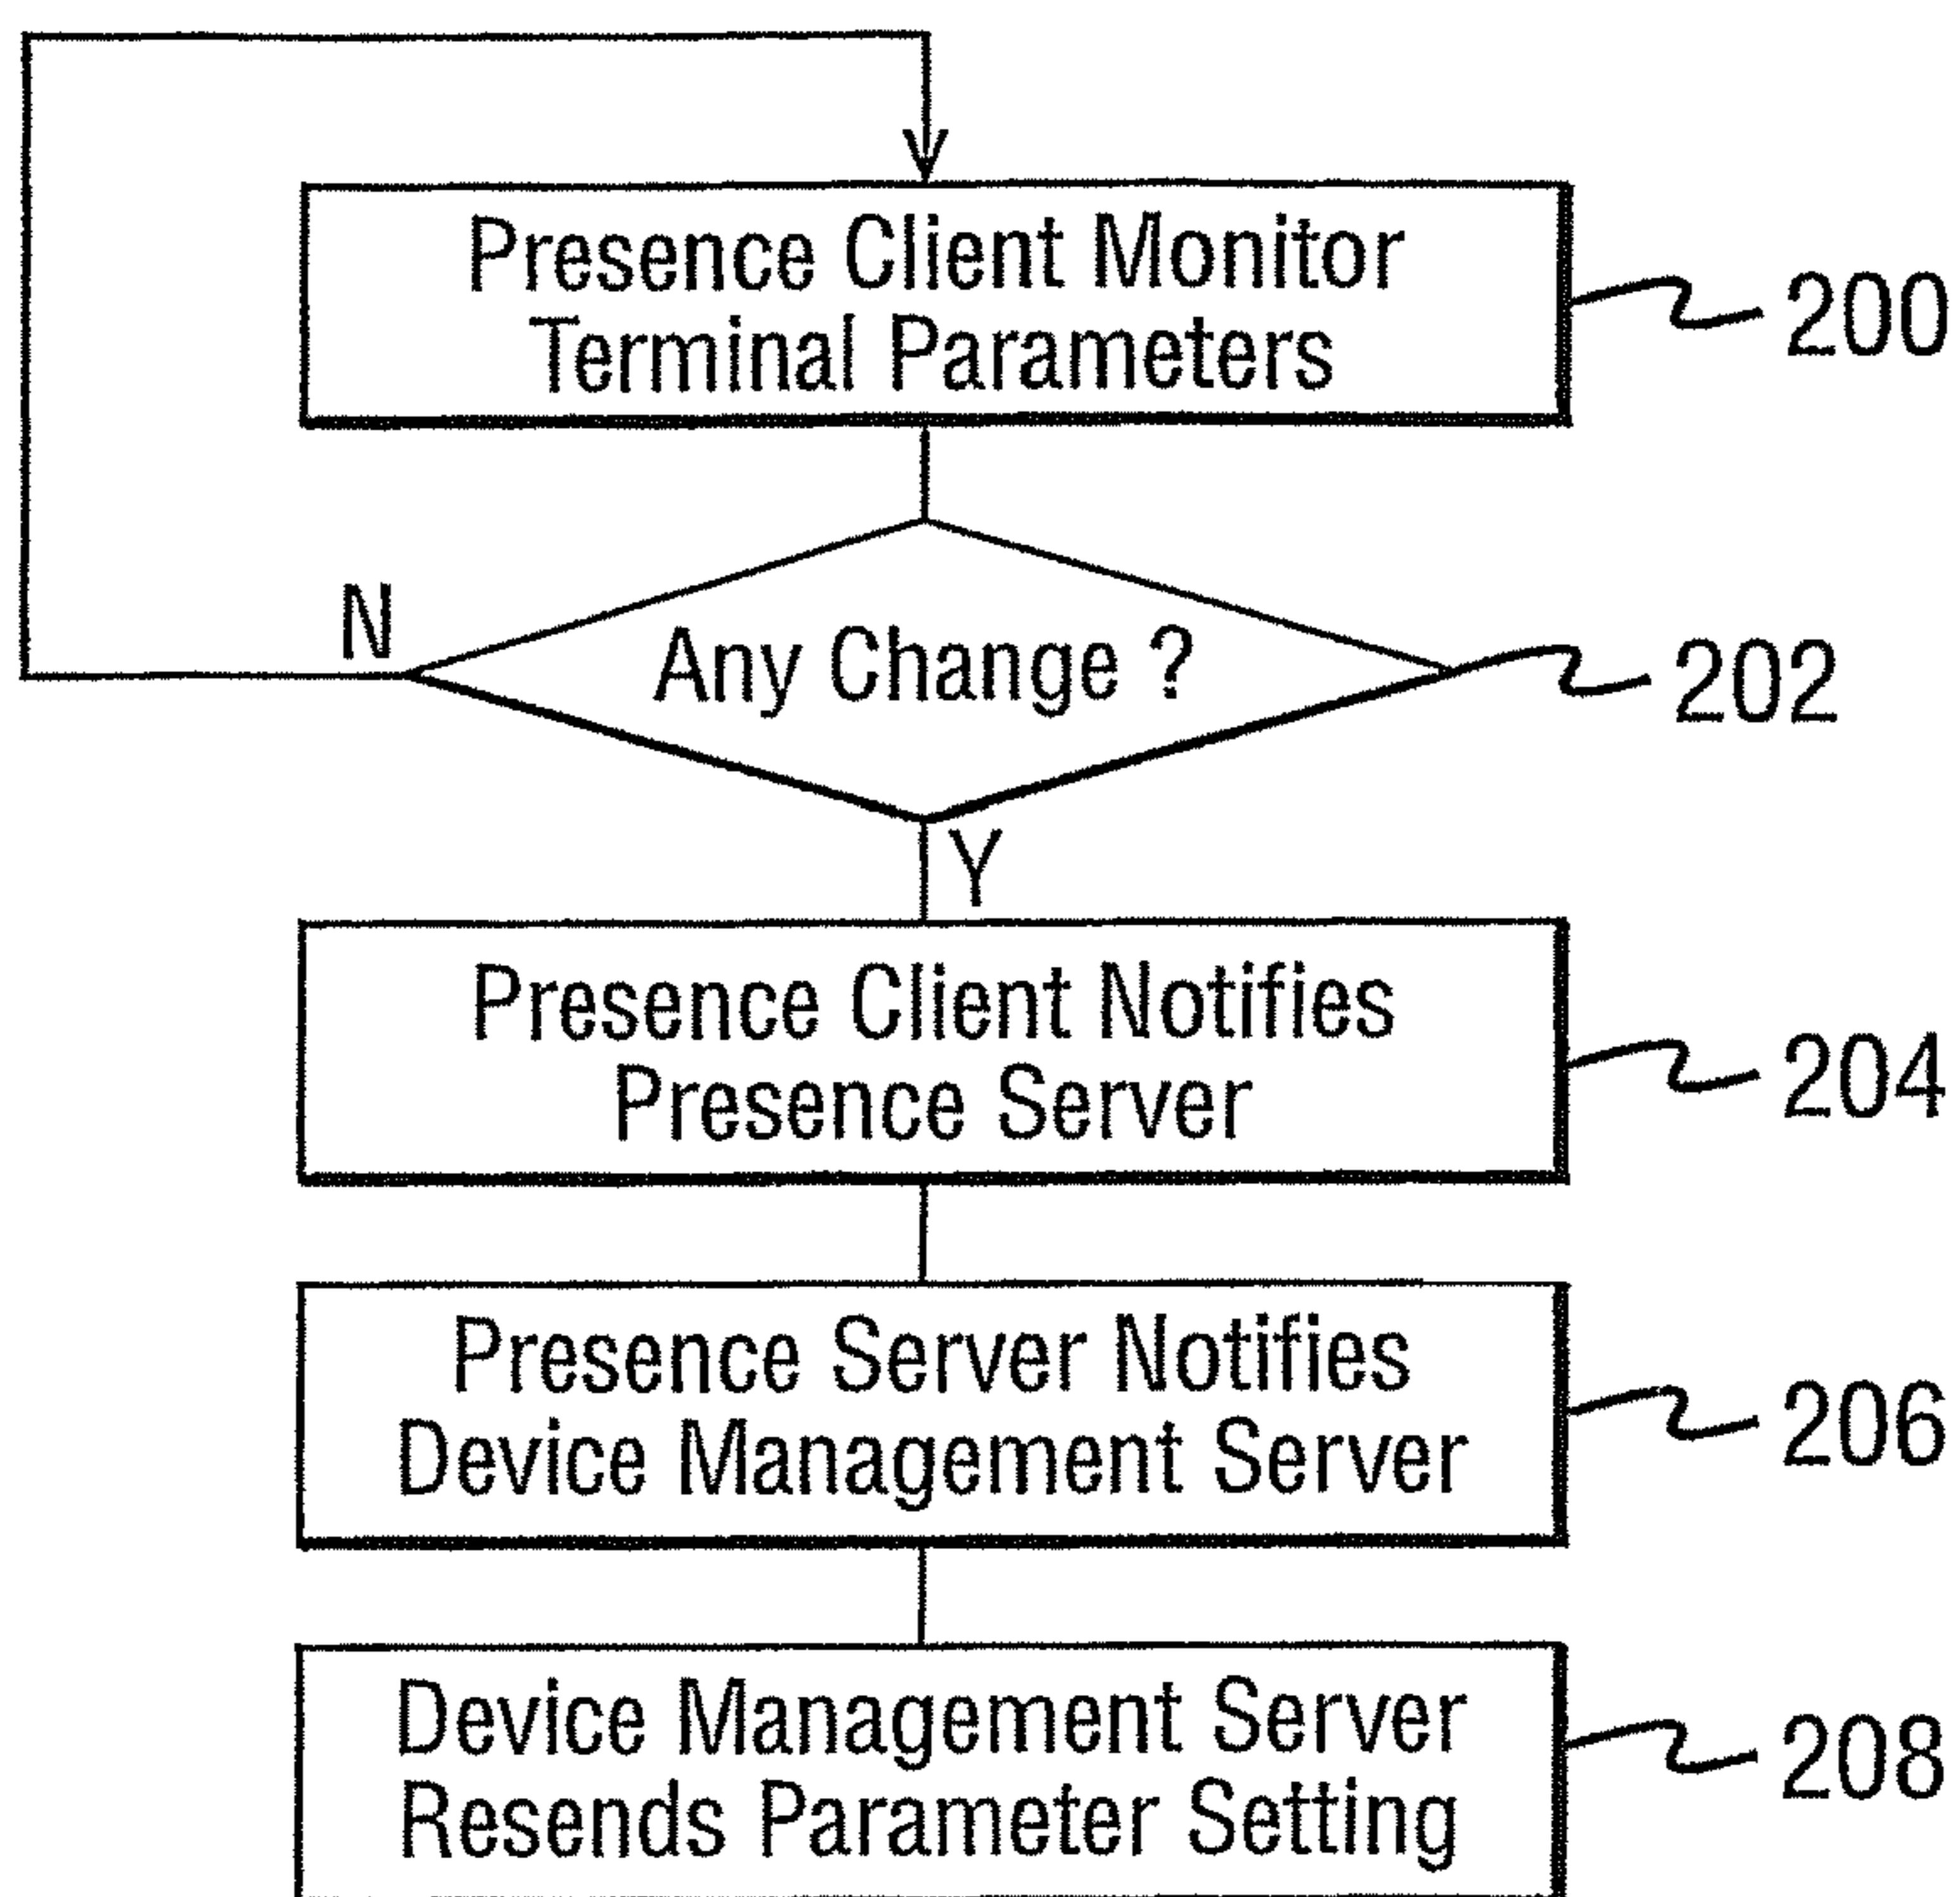 Presence Client Monitor
Terminal Parameters
200
N
Any Change ?
202
Y
Presence Client Notifies
Presence Server
204
Presence Server Notifies
Device Management Server
206
Device Management Server
Resends Parameter Setting
208